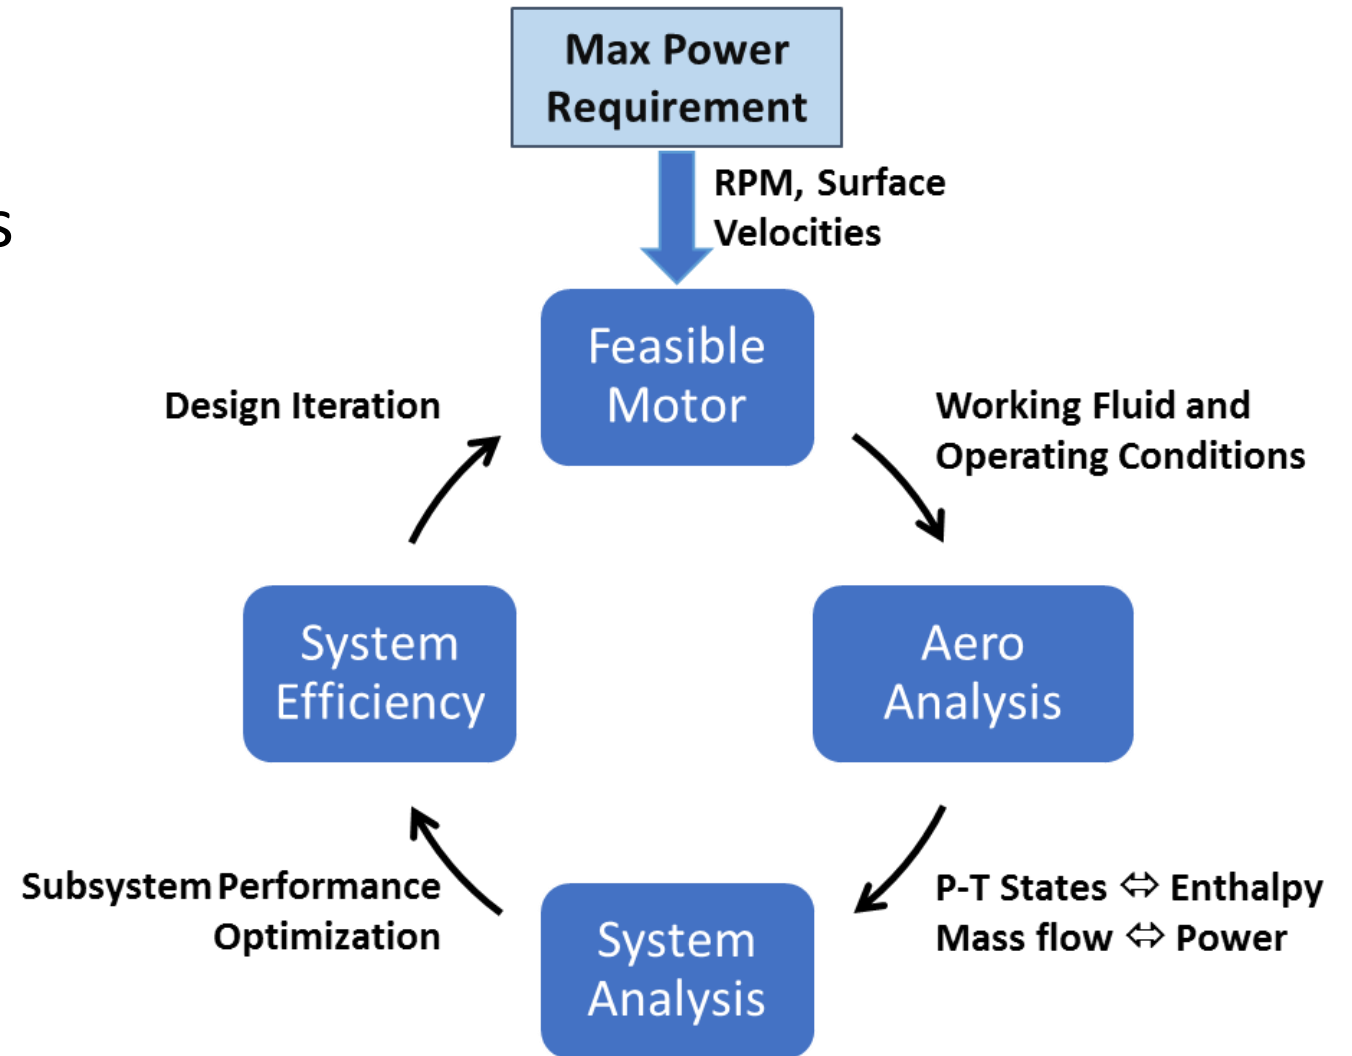 Max Power
Requirement
RPM, Surface
Velocities
s
Feasible
Motor
Design Iteration
Working Fluid and
Operating Conditions
System
Efficiency
Aero
Analysis
Subsystem Performance
Optimization
P-T States ⇔ Enthalpy
Mass flow ⇔ Power
System
Analysis